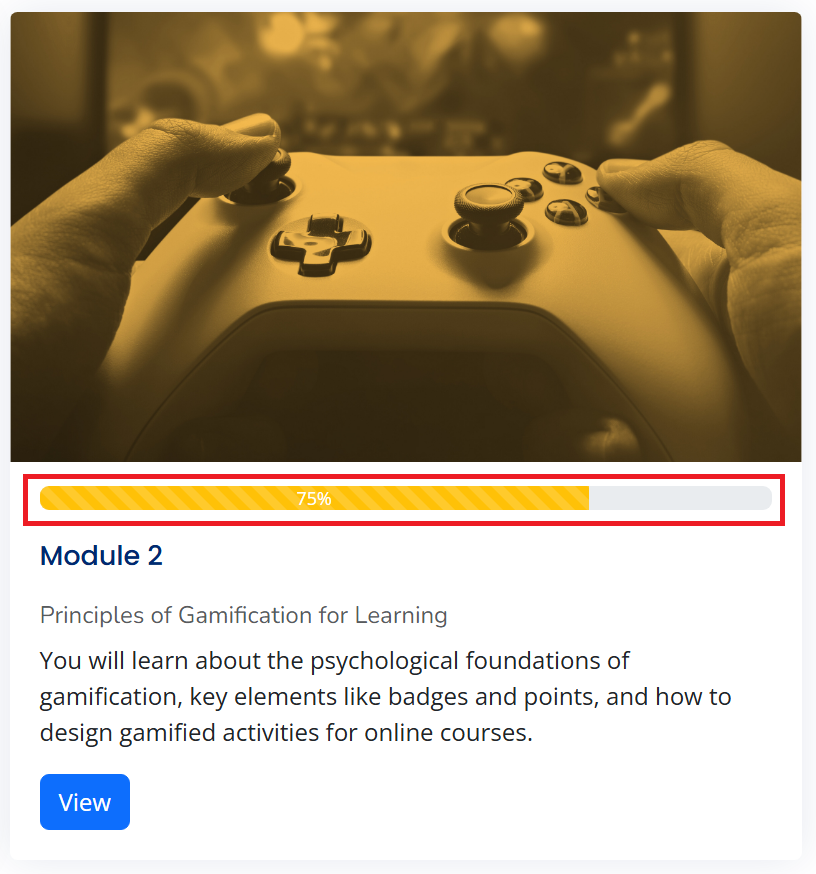 75%
Module 2
Principles of Gamification for Learning
You will learn about the psychological foundations of
gamification, key elements like badges and points, and how to
design gamified activities for online courses.
View